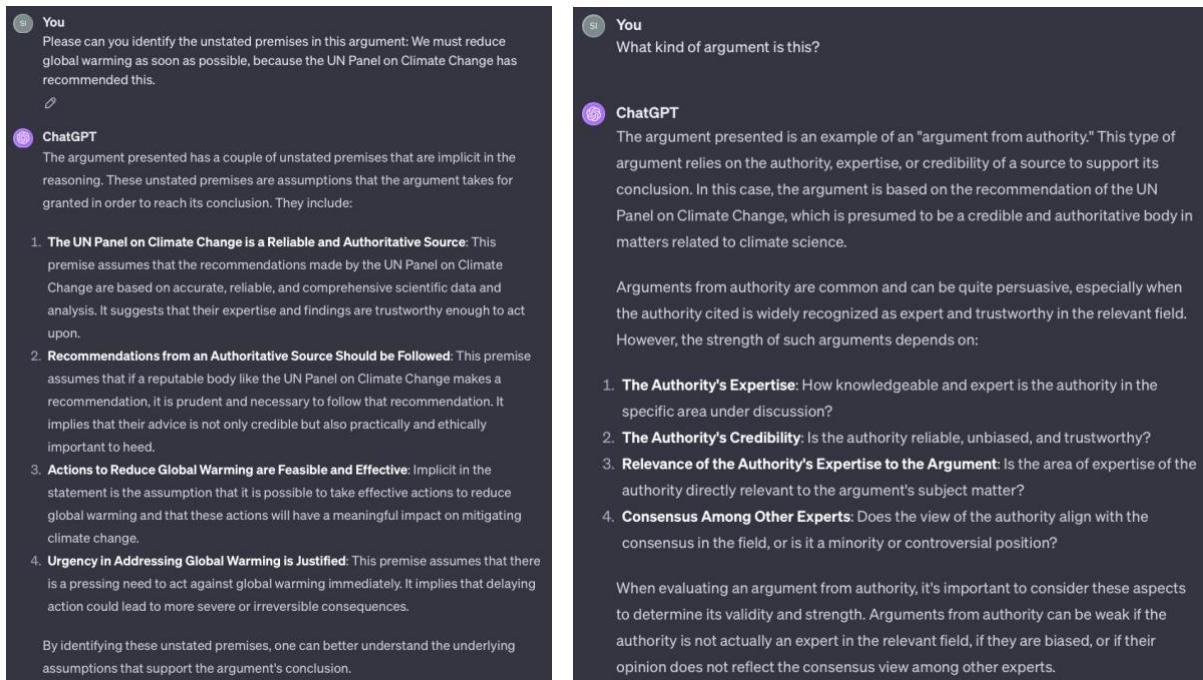 SI
You
Please can you identify the unstated premises in this argument: We must reduce
global warming as soon as possible, because the UN Panel on Climate Change has
recommended this.
ChatGPT
The argument presented has a couple of unstated premises that are implicit in the
reasoning. These unstated premises are assumptions that the argument takes for
granted in order to reach its conclusion. They include:
1. The UN Panel on Climate Change is a Reliable and Authoritative Source: This
premise assumes that the recommendations made by the UN Panel on Climate
Change are based on accurate, reliable, and comprehensive scientific data and
analysis. It suggests that their expertise and findings are trustworthy enough to act
upon.
2. Recommendations from an Authoritative Source Should be Followed: This premise
assumes that if a reputable body like the UN Panel on Climate Change makes a
recommendation, it is prudent and necessary to follow that recommendation. It
implies that their advice is not only credible but also practically and ethically
important to heed.
3. Actions to Reduce Global Warming are Feasible and Effective: Implicit in the
statement is the assumption that it is possible to take effective actions to reduce
global warming and that these actions will have a meaningful impact on mitigating
climate change.
4. Urgency in Addressing Global Warming is Justified: This premise assumes that there
is a pressing need to act against global warming immediately. It implies that delaying
action could lead to more severe or irreversible consequences.
By identifying these unstated premises, one can better understand the underlying
assumptions that support the argument's conclusion.
SI
You
What kind of argument is this?
ChatGPT
The argument presented is an example of an "argument from authority." This type of
argument relies on the authority, expertise, or credibility of a source to support its
conclusion. In this case, the argument is based on the recommendation of the UN
Panel on Climate Change, which is presumed to be a credible and authoritative body in
matters related to climate science.
Arguments from authority are common and can be quite persuasive, especially when
the authority cited is widely recognized as expert and trustworthy in the relevant field.
However, the strength of such arguments depends on:
1. The Authority's Expertise: How knowledgeable and expert is the authority in the
specific area under discussion?
2. The Authority's Credibility: Is the authority reliable, unbiased, and trustworthy?
3. Relevance of the Authority's Expertise to the Argument: Is the area of expertise of the
authority directly relevant to the argument's subject matter?
4. Consensus Among Other Experts: Does the view of the authority align with the
consensus in the field, or is it a minority or controversial position?
When evaluating an argument from authority, it's important to consider these aspects
to determine its validity and strength. Arguments from authority can be weak if the
authority is not actually an expert in the relevant field, if they are biased, or if their
opinion does not reflect the consensus view among other experts.